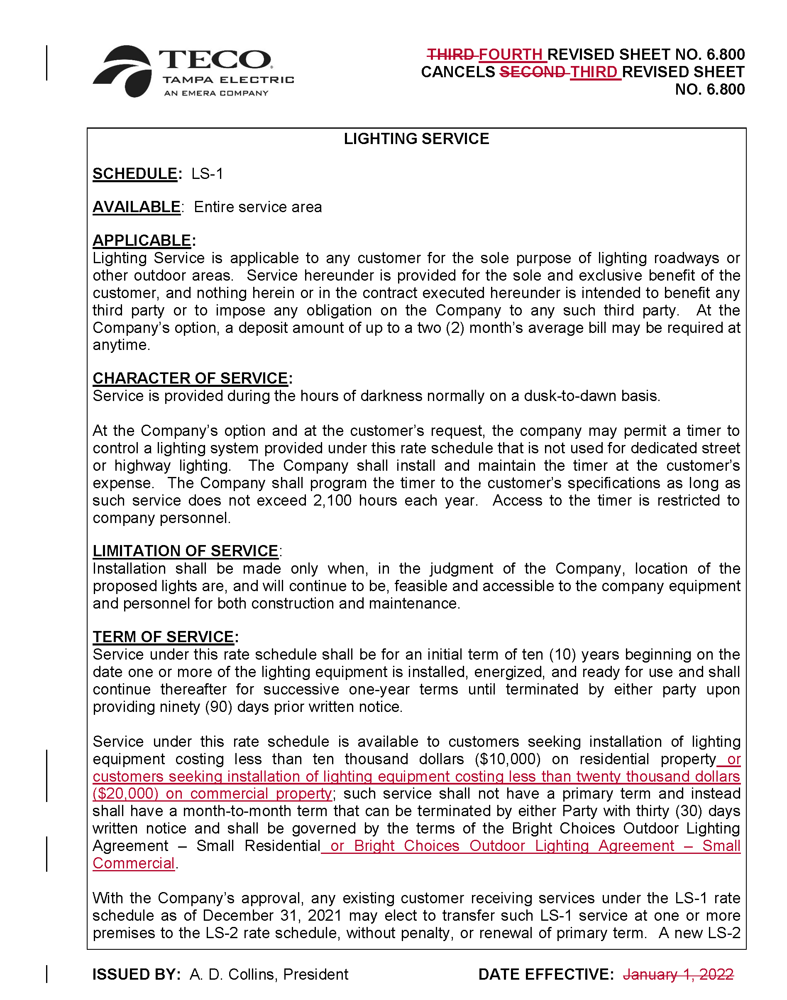 TECO®
TAMPA ELECTRIC
AN EMERA COMPANY
THIRD FOURTH REVISED SHEET NO. 6.800
CANCELS SECOND THIRD REVISED SHEET
NO. 6.800
LIGHTING SERVICE
SCHEDULE: LS-1
AVAILABLE: Entire service area
APPLICABLE:
Lighting Service is applicable to any customer for the sole purpose of lighting roadways or
other outdoor areas. Service hereunder is provided for the sole and exclusive benefit of the
customer, and nothing herein or in the contract executed hereunder is intended to benefit any
third party or to impose any obligation on the Company to any such third party. At the
Company’s option, a deposit amount of up to a two (2) month’s average bill may be required at
anytime.
CHARACTER OF SERVICE:
Service is provided during the hours of darkness normally on a dusk-to-dawn basis.
At the Company’s option and at the customer’s request, the company may permit a timer to
control a lighting system provided under this rate schedule that is not used for dedicated street
or highway lighting. The Company shall install and maintain the timer at the customer’s
expense. The Company shall program the timer to the customer’s specifications as long as
such service does not exceed 2,100 hours each year. Access to the timer is restricted to
company personnel.
LIMITATION OF SERVICE:
Installation shall be made only when, in the judgment of the Company, location of the
proposed lights are, and will continue to be, feasible and accessible to the company equipment
and personnel for both construction and maintenance.
TERM OF SERVICE:
Service under this rate schedule shall be for an initial term of ten (10) years beginning on the
date one or more of the lighting equipment is installed, energized, and ready for use and shall
continue thereafter for successive one-year terms until terminated by either party upon
providing ninety (90) days prior written notice.
Service under this rate schedule is available to customers seeking installation of lighting
equipment costing less than ten thousand dollars ($10,000) on residential property or
customers seeking installation of lighting equipment costing less than twenty thousand dollars
($20,000) on commercial property; such service shall not have a primary term and instead
shall have a month-to-month term that can be terminated by either Party with thirty (30) days
written notice and shall be governed by the terms of the Bright Choices Outdoor Lighting
Agreement – Small Residential or Bright Choices Outdoor Lighting Agreement – Small
Commercial.
With the Company’s approval, any existing customer receiving services under the LS-1 rate
schedule as of December 31, 2021 may elect to transfer such LS-1 service at one or more
premises to the LS-2 rate schedule, without penalty, or renewal of primary term. A new LS-2
ISSUED BY: A. D. Collins, President
DATE EFFECTIVE: January 1, 2022